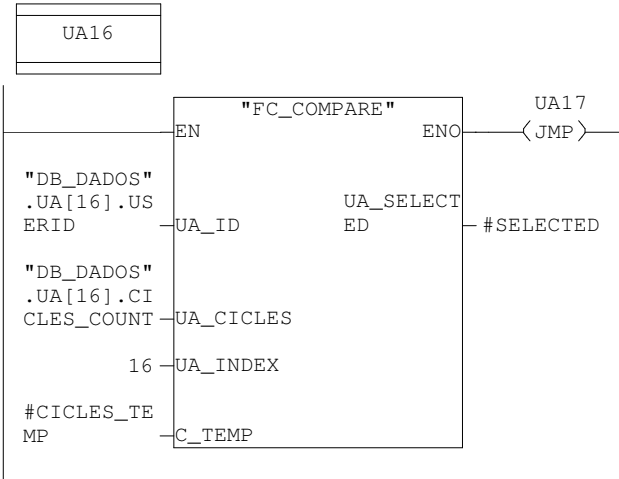 UA16
"FC_COMPARE"
UA17
EN
ENO
JMP
"DB_DADOS"
.UA[16].US
ERID
UA_ID
UA_SELECT
ED
#SELECTED
"DB_DADOS"
.UA[16].CI
CLES_COUNT
UA_CICLES
16
UA_INDEX
#CICLES_TE
MP
C_TEMP